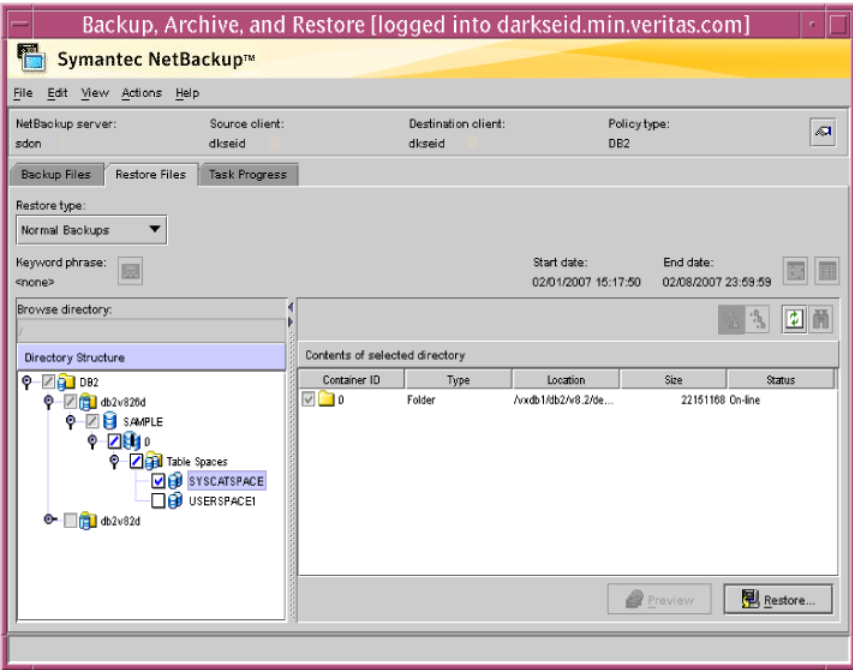 Backup, Archive, and Restore [logged into darkseid.min.veritas.com]
Symantec NetBackup™
File Edit View Actions Help
NetBackup server: Source client: Destination client: Policy type:
sdon dkseid dkseid DB2
Backup Files Restore Files Task Progress
Restore type:
Normal Backups
Keyword phrase: Start date: End date:
<none> 02/01/2007 15:17:50 02/08/2007 23:59:59
Browse directory:
/
Directory Structure
DB2
db2v826d
SAMPLE
0
Table Spaces
SYSCATSPACE
USERSPACE1
db2v82d
Contents of selected directory
Container ID Type Location Size Status
0 Folder /vxdb1/db2/v8.2/de... 22151168 On-line
Preview Restore...